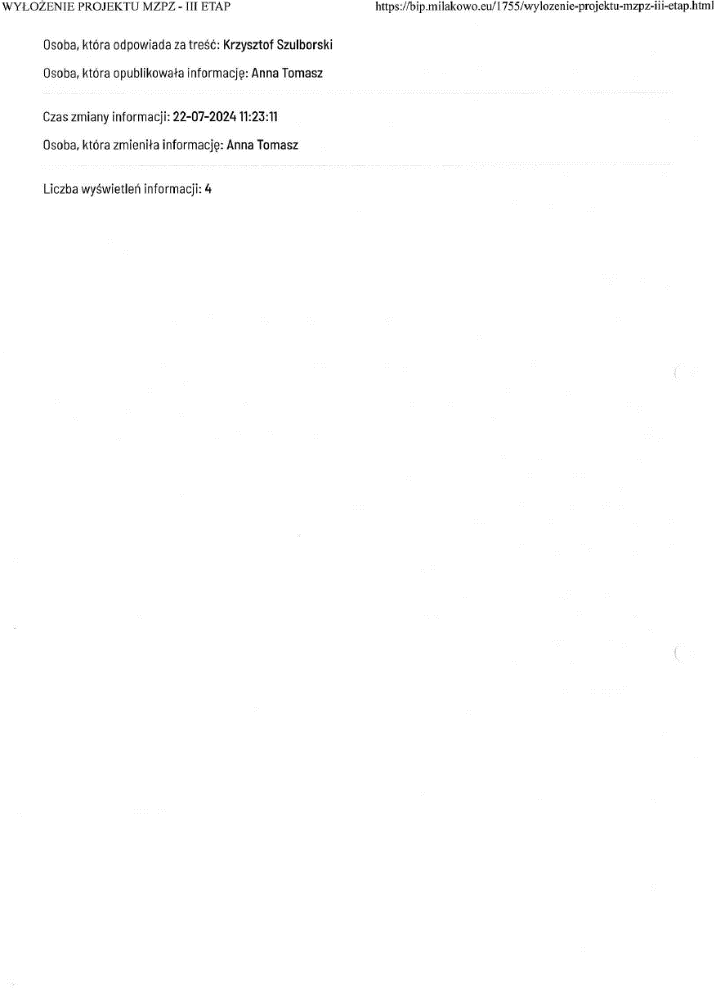 WYŁOŻENIE PROJEKTU MZPZ - III ETAP https://bip.milakowo.eu/1755/wylozenie-projektu-mzpz-iii-etap.html
Osoba, która odpowiada za treść: Krzysztof Szulborski
Osoba, która opublikowała informację: Anna Tomasz
Czas zmiany informacji: 22-07-2024 11:23:11
Osoba, która zmieniła informację: Anna Tomasz
Liczba wyświetleń informacji: 4